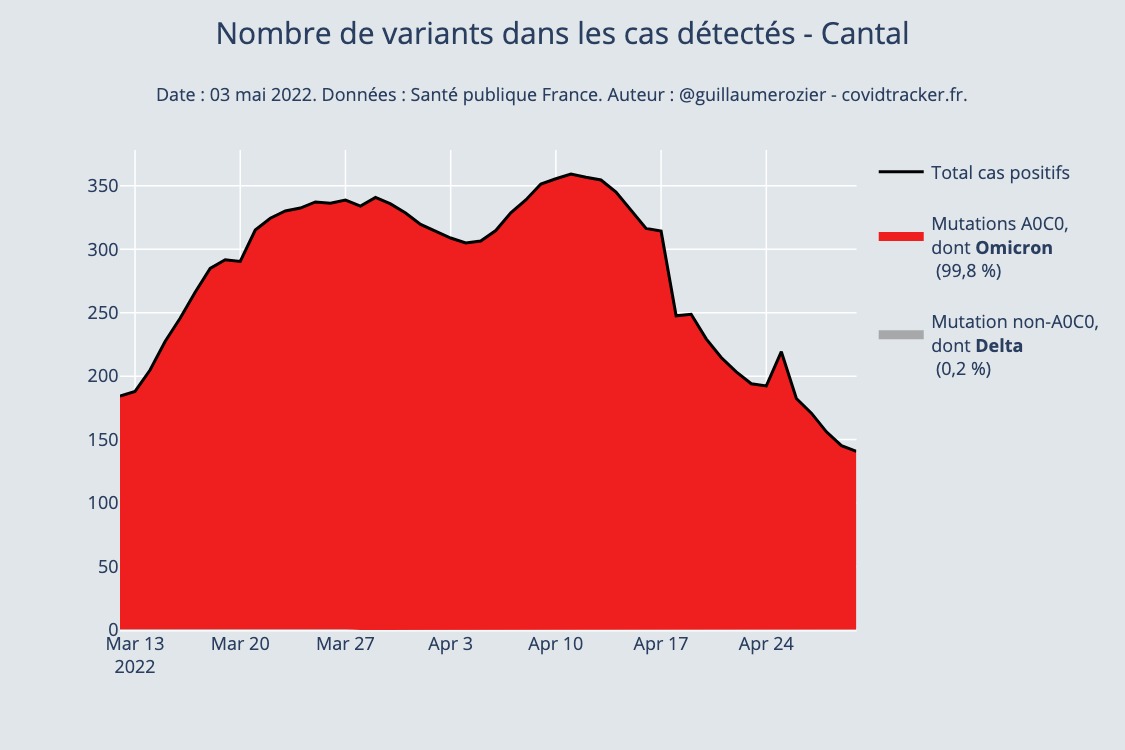 Nombre de variants dans les cas détectés - Cantal
Date : 03 mai 2022. Données : Santé publique France. Auteur : @guillaumerozier - covidtracker.fr.
350
300
250
200
150
100
50
0
Mar 13
2022
Mar 20
Mar 27
Apr 3
Apr 10
Apr 17
Apr 24
Total cas positifs
Mutations A0C0,
dont Omicron
(99,8 %)
Mutation non-A0C0,
dont Delta
(0,2 %)